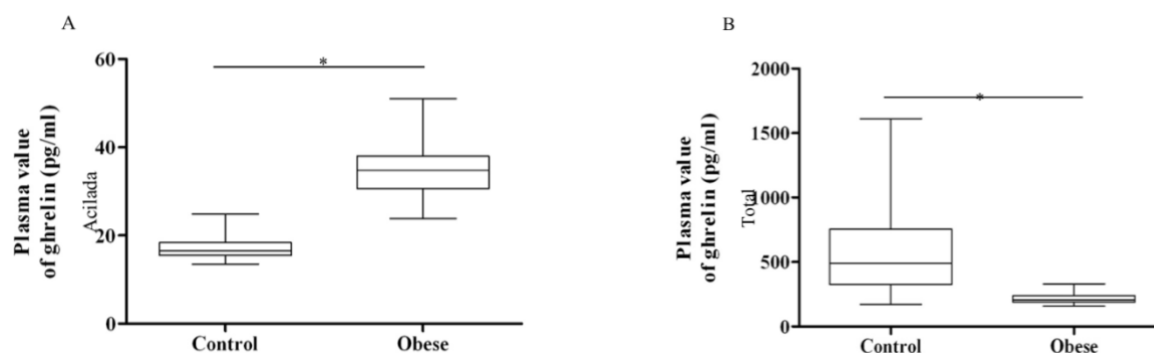 A
Plasma value
of ghrelin (pg/ml)
Acilada
60
40
20
0
*
Control
Obese
B
Plasma value
of ghrelin (pg/ml)
Total
2000
1500
1000
500
0
*
Control
Obese